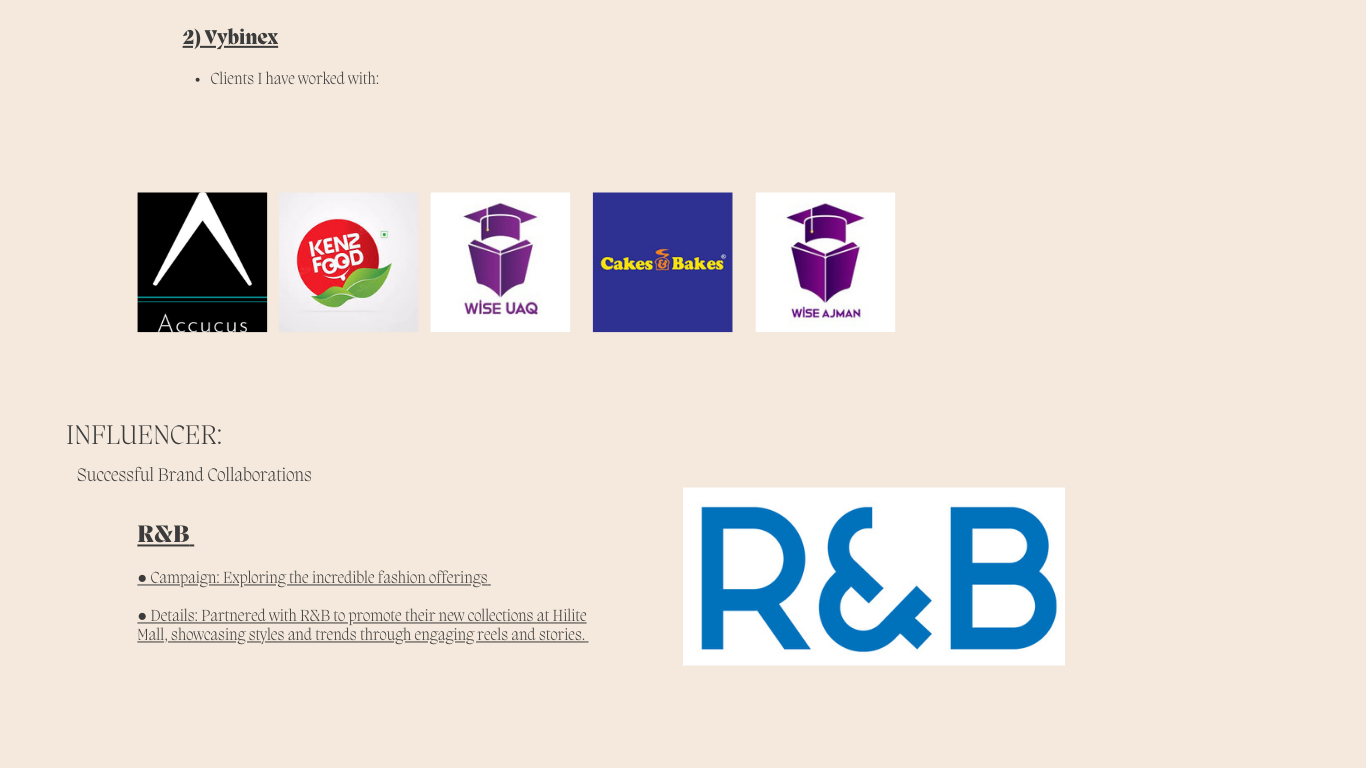 2) Vybinex
• Clients I have worked with:
Accucus
KENZ
FOOD
WISE UAQ
Cakes & Bakes®
WISE AJMAN
INFLUENCER:
Successful Brand Collaborations
R&B
● Campaign: Exploring the incredible fashion offerings
● Details: Partnered with R&B to promote their new collections at Hilite
Mall, showcasing styles and trends through engaging reels and stories.
R&B